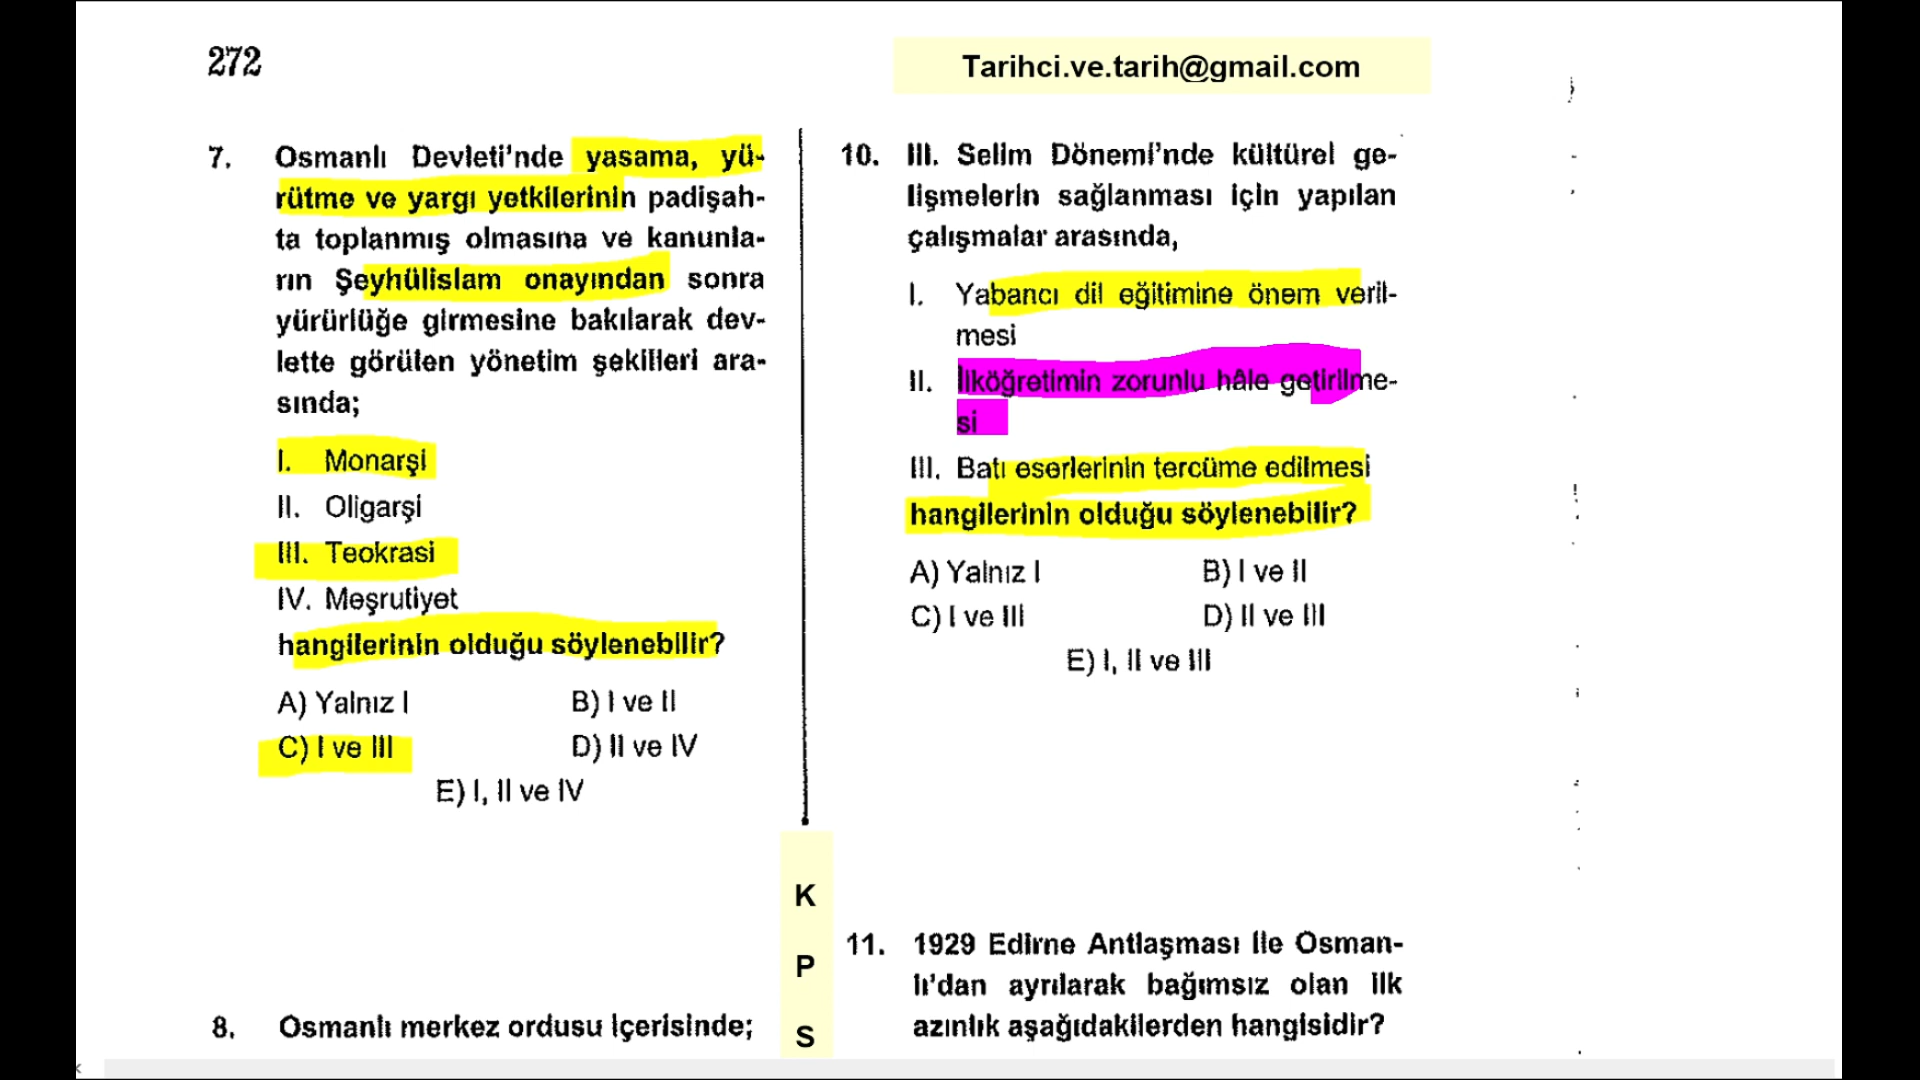 272
Tarihci.ve.tarih@gmail.com
7. Osmanlı Devleti'nde yasama, yü-
rütme ve yargı yetkilerinin padişah-
ta toplanmış olmasına ve kanunla-
rın Şeyhülislam onayından sonra
yürürlüğe girmesine bakılarak dev-
lette görülen yönetim şekilleri ara-
sında;
I. Monarşi
II. Oligarşi
III. Teokrasi
IV. Meşrutiyet
hangilerinin olduğu söylenebilir?
A) Yalnız I
B) I ve II
C) I ve III
D) II ve IV
E) I, II ve IV
8. Osmanlı merkez ordusu içerisinde;
K
P
S
10. III. Selim Dönemi'nde kültürel ge-
lişmelerin sağlanması için yapılan
çalışmalar arasında,
I. Yabancı dil eğitimine önem veril-
mesi
II. İlköğretimin zorunlu hâle getirilme-
si
III. Batı eserlerinin tercüme edilmesi
hangilerinin olduğu söylenebilir?
A) Yalnız I
B) I ve II
C) I ve III
D) II ve III
E) I, II ve III
11. 1929 Edirne Antlaşması ile Osman-
lı'dan ayrılarak bağımsız olan ilk
azınlık aşağıdakilerden hangisidir?